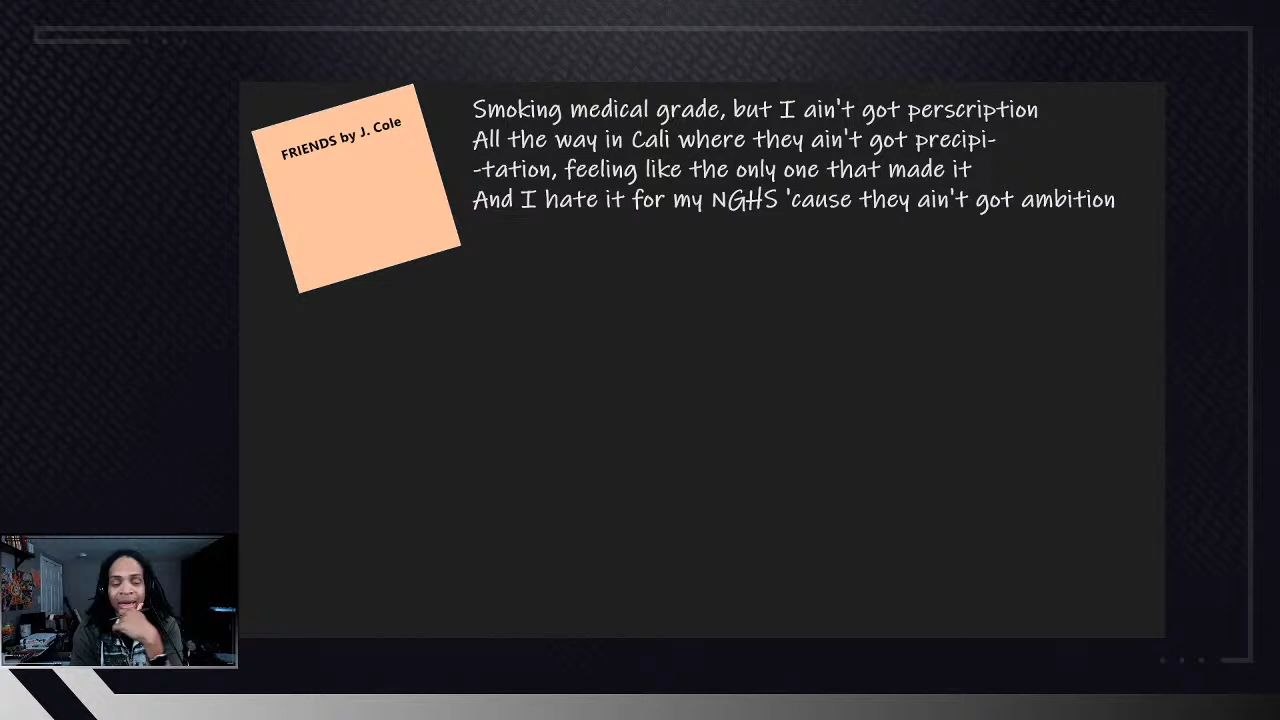 FRIENDS by J. Cole
Smoking medical grade, but I ain't got perscription
All the way in Cali where they ain't got precipi-
-tation, feeling like the only one that made it
And I hate it for my NGHS 'cause they ain't got ambition